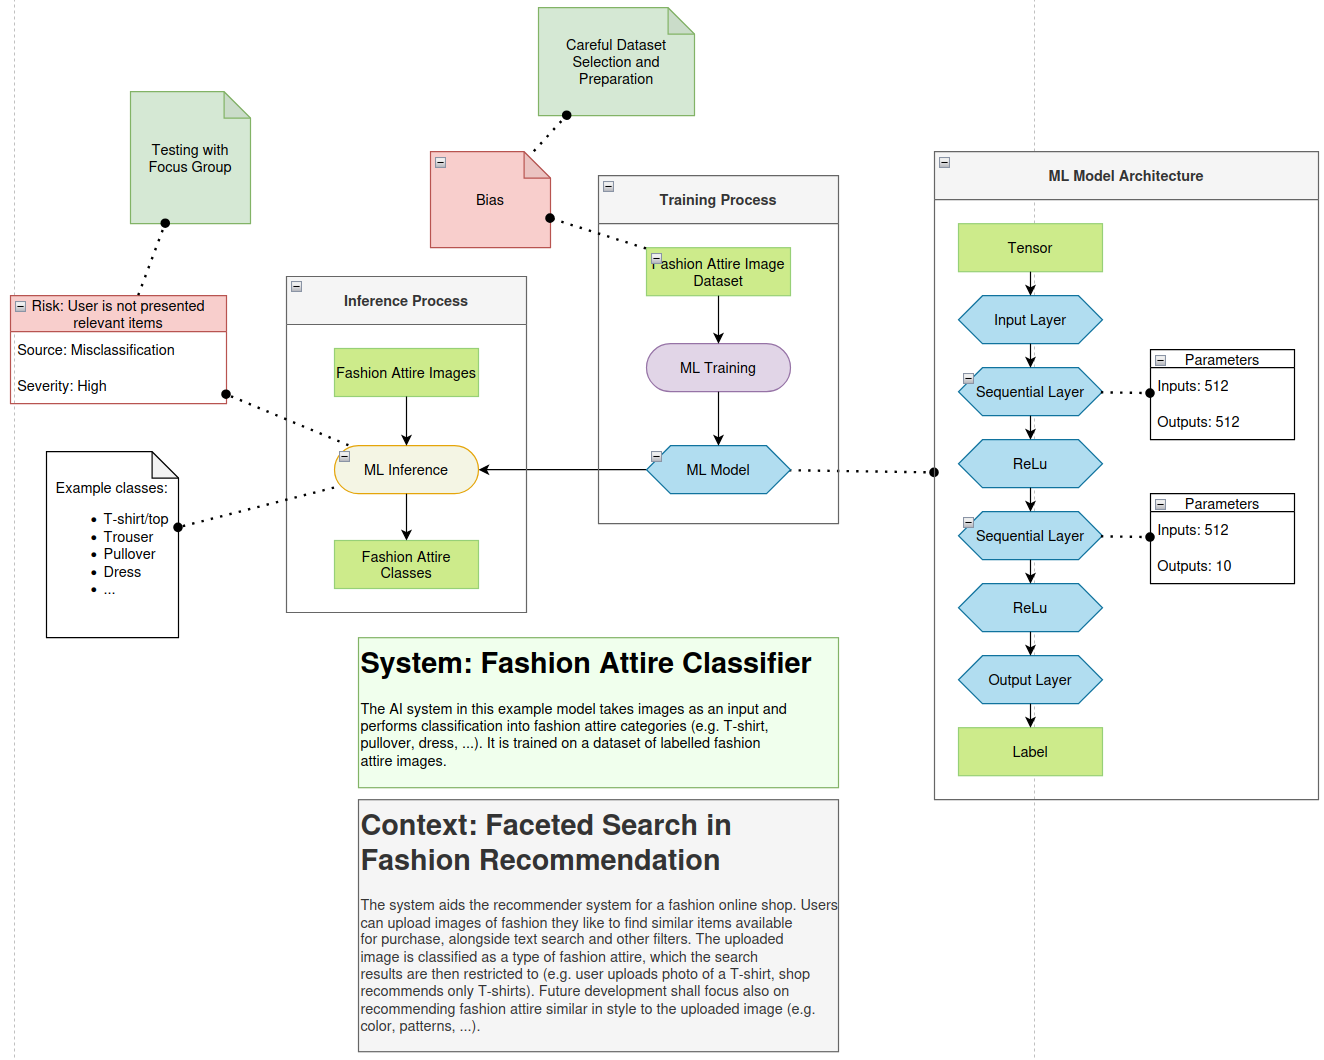 Careful Dataset
Selection and
Preparation
Testing with
Focus Group
Bias
Training Process
Fashion Attire Image
Dataset
ML Training
ML Model
Inference Process
Fashion Attire Images
ML Inference
Fashion Attire
Classes
Risk: User is not presented
relevant items
Source: Misclassification
Severity: High
Example classes:
• T-shirt/top
• Trouser
• Pullover
• Dress
• ...
ML Model Architecture
Tensor
Input Layer
Sequential Layer
Parameters
Inputs: 512
Outputs: 512
ReLu
Sequential Layer
Parameters
Inputs: 512
Outputs: 10
ReLu
Output Layer
Label
System: Fashion Attire Classifier
The AI system in this example model takes images as an input and
performs classification into fashion attire categories (e.g. T-shirt,
pullover, dress, ...). It is trained on a dataset of labelled fashion
attire images.
Context: Faceted Search in
Fashion Recommendation
The system aids the recommender system for a fashion online shop. Users
can upload images of fashion they like to find similar items available
for purchase, alongside text search and other filters. The uploaded
image is classified as a type of fashion attire, which the search
results are then restricted to (e.g. user uploads photo of a T-shirt, shop
recommends only T-shirts). Future development shall focus also on
recommending fashion attire similar in style to the uploaded image (e.g.
color, patterns, ...).